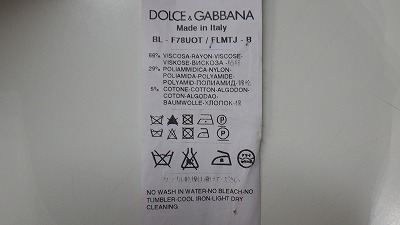 DOLCE & GABBANA
Made in Italy
BL - F78UOT / FLMTJ - B
VISCOSA-RAYON-VISCOSE-
VISKOSE-ВИСКОЗА
29% POLIAMMIDICA-NYLON-
POLIAMIDA-POLYAMIDE-
POLYAMID-ПОЛИАМИД
5% COTONE-COTTON-ALGODON-
COTON-ALGODAO-
BAUMWOLLE-ХЛОПОК-棉
P
P
NO WASH IN WATER-NO BLEACH-NO
TUMBLER-COOL IRON-LIGHT DRY
CLEANING